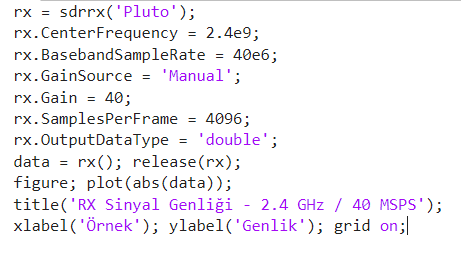 rx = sdrrx('Pluto');
rx.CenterFrequency = 2.4e9;
rx.BasebandSampleRate = 40e6;
rx.GainSource = 'Manual';
rx.Gain = 40;
rx.SamplesPerFrame = 4096;
rx.OutputDataType = 'double';
data = rx(); release(rx);
figure; plot(abs(data));
title('RX Sinyal Genliği - 2.4 GHz / 40 MSPS');
xlabel('Örnek'); ylabel('Genlik'); grid on;